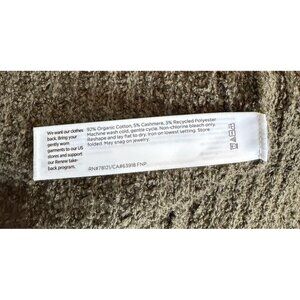 We want our clothes
back. Bring your
gently worn
garments to our US
stores and support
our Renew take-
back program.
92% Organic Cotton, 5% Cashmere, 3% Recycled Polyester
Machine wash cold, gentle cycle. Non-chlorine bleach only.
Reshape and lay flat to dry. Iron on lowest setting. Store
folded. May snag on jewelry.
RN#78121/CA#63918 FNP